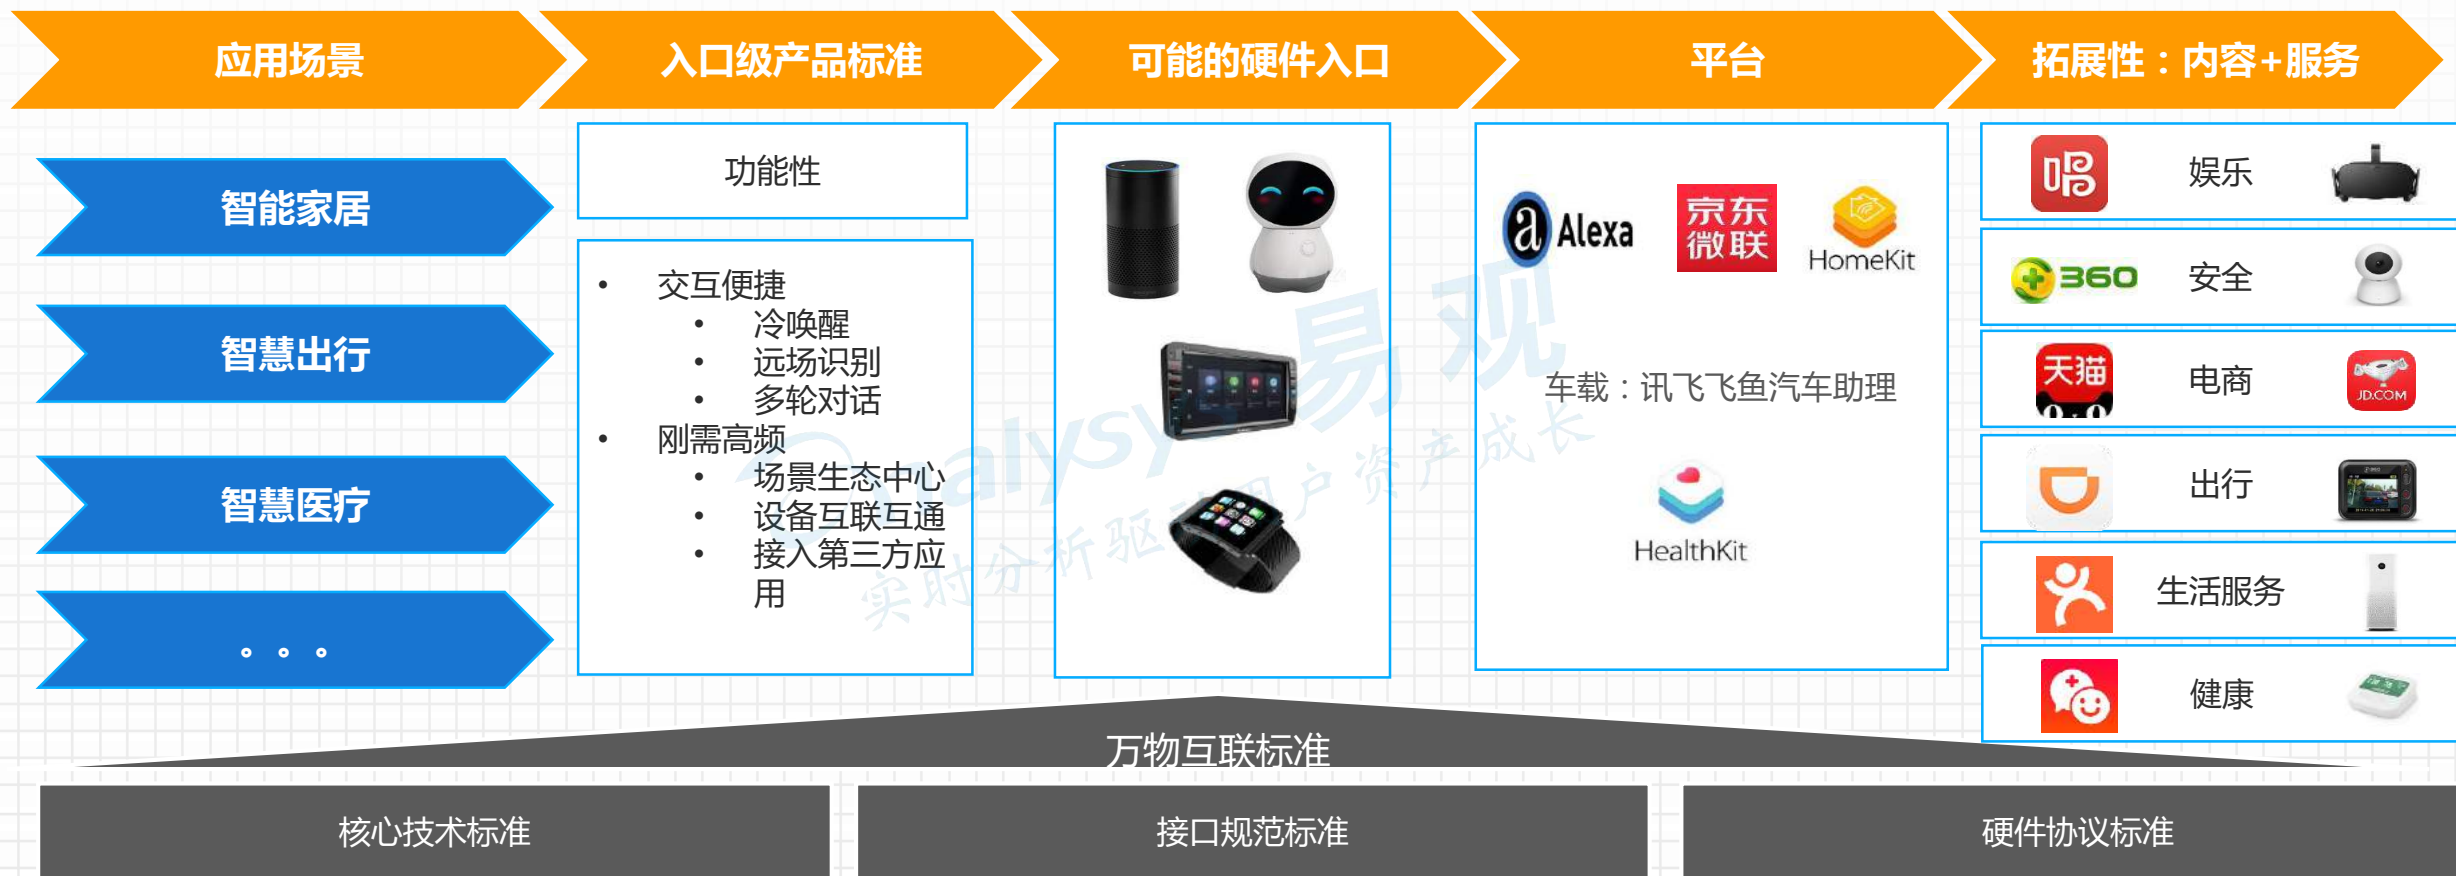 应用场景
入口级产品标准
可能的硬件入口
平台
拓展性：内容+服务
智能家居
智慧出行
智慧医疗
。。。
功能性
• 交互便捷
• 冷唤醒
• 远场识别
• 多轮对话
• 刚需高频
• 场景生态中心
• 设备互联互通
• 接入第三方应
用
Alexa
京东
微联
HomeKit
车载：讯飞飞鱼汽车助理
HealthKit
唱
娱乐
360
安全
天猫
电商
JD.COM
出行
生活服务
健康
analysys 易观
实时分析驱动用户资产成长
万物互联标准
核心技术标准
接口规范标准
硬件协议标准